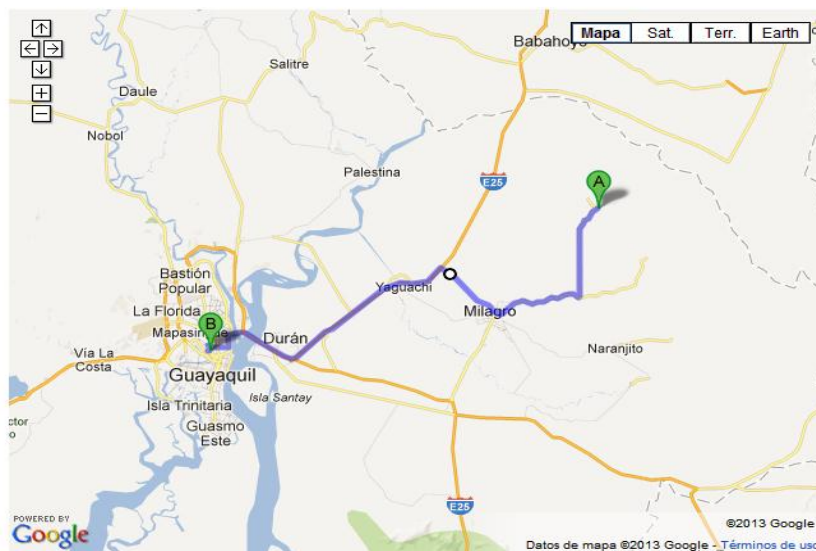 Mapa Sat. Terr. Earth
Babahoyo
Salitre
Daule
Nobol
Palestina
E25
A
Bastión
Popular
Yaguachi
La Florida
Milagro
B
Durán
Vía La
Costa
Naranjito
Guayaquil
Isla Santay
Isla Trinitaria
Guasmo
Este
E25
POWERED BY
Google
©2013 Google
Datos de mapa ©2013 Google - Términos de uso